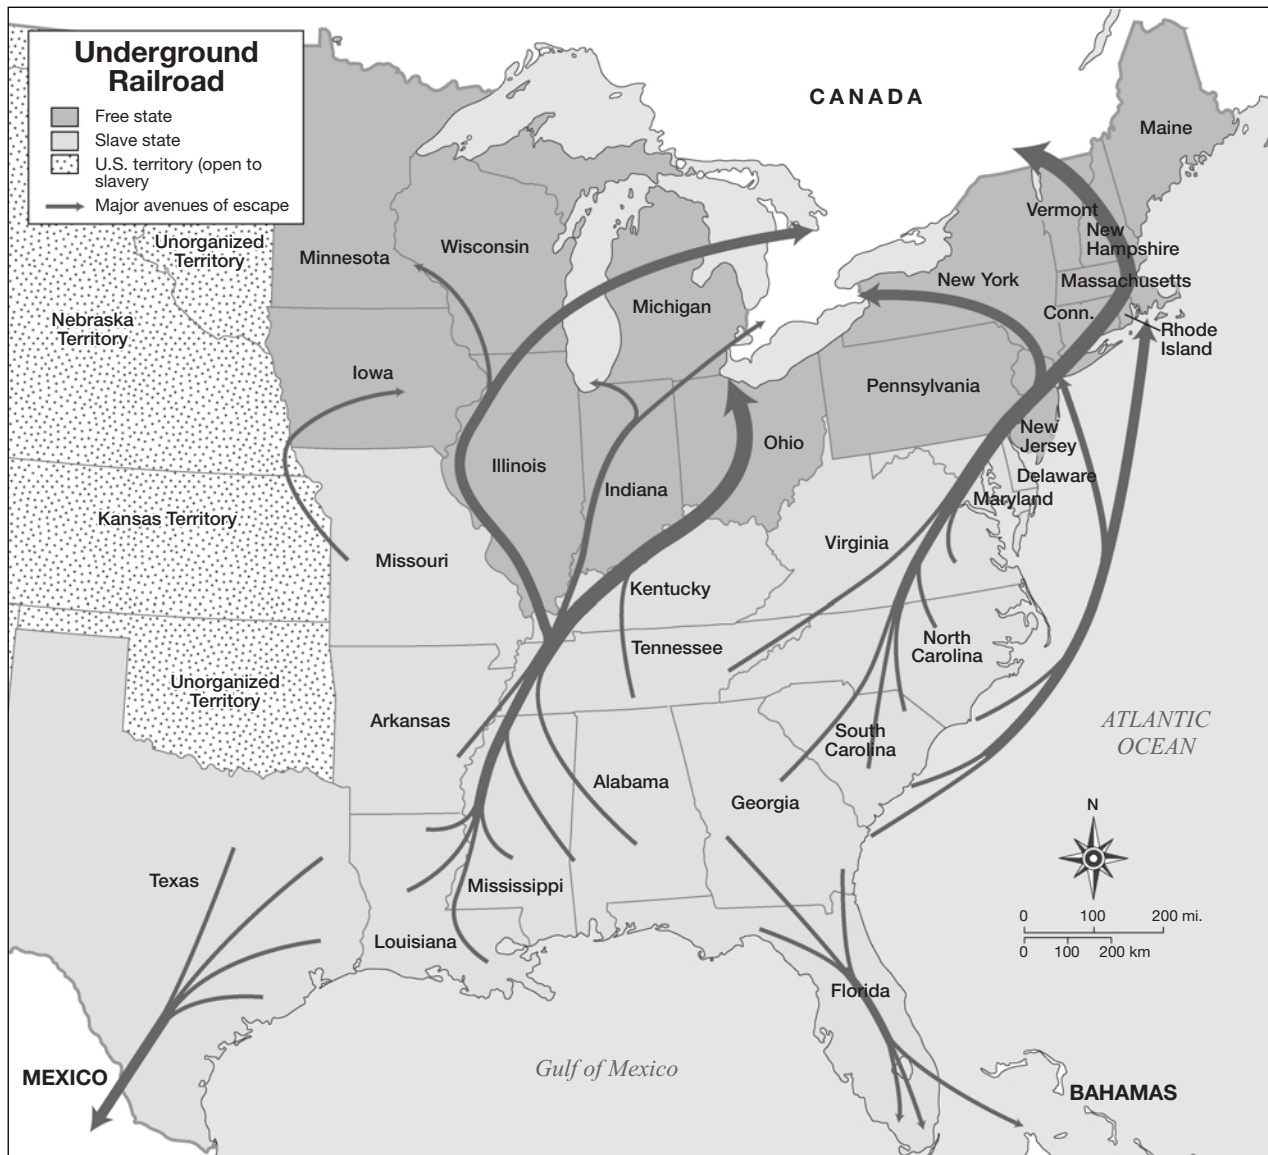 Underground
Railroad
Free state
Slave state
U.S. territory (open to
slavery
Major avenues of escape
CANADA
Maine
Vermont
New
Hampshire
Unorganized
Territory
Minnesota
Wisconsin
Michigan
New York
Massachusetts
Conn.
Rhode
Island
Nebraska
Territory
Iowa
Pennsylvania
New
Jersey
Ohio
Illinois
Indiana
Delaware
Maryland
Kansas Territory
Missouri
Virginia
Kentucky
Tennessee
North
Carolina
Unorganized
Territory
Arkansas
South
Carolina
ATLANTIC
OCEAN
Alabama
Georgia
N
Texas
Mississippi
0 100 200 mi.
0 100 200 km
Louisiana
Florida
Gulf of Mexico
MEXICO
BAHAMAS